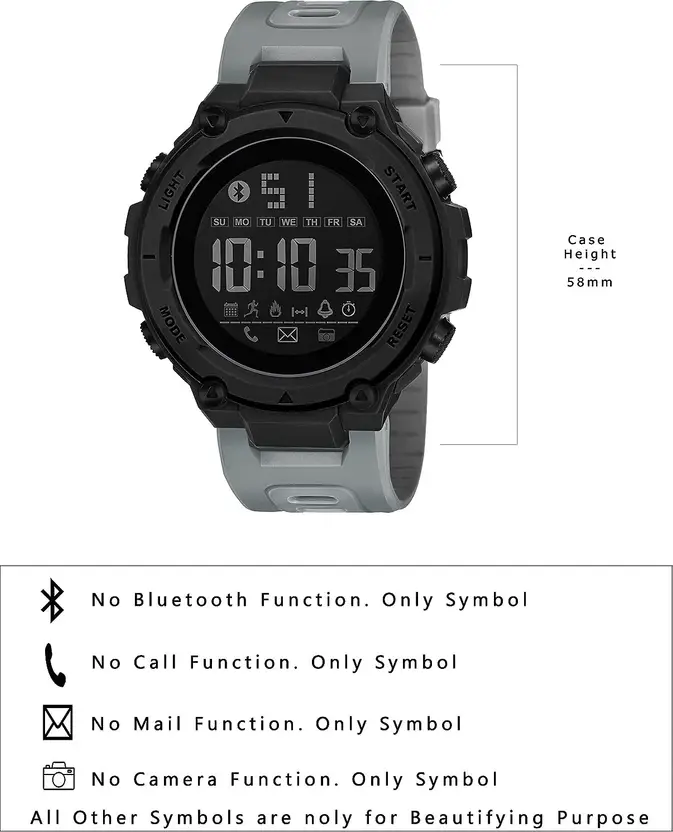 51
SU MO TU WE TH FR SA
10:10 35
LIGHT
START
MODE
RESET
Case
Height
---
58mm
No Bluetooth Function. Only Symbol
No Call Function. Only Symbol
No Mail Function. Only Symbol
No Camera Function. Only Symbol
All Other Symbols are noly for Beautifying Purpose